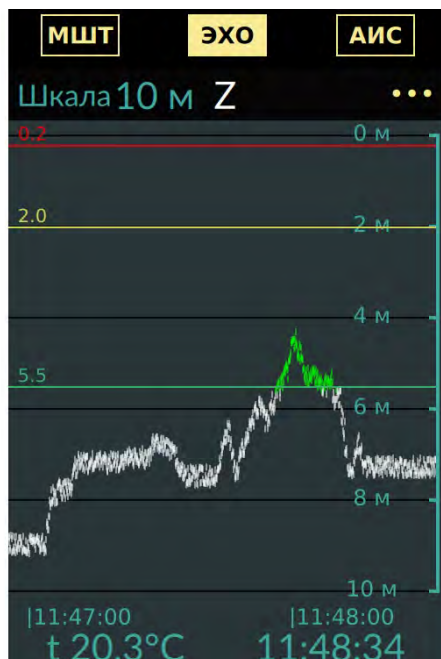 МШТ ЭХО АИС
Шкала 10 м Z •••
0.2 0 м
2.0 2 м
4 м
5.5
6 м
8 м
10 м
|11:47:00 |11:48:00
t 20.3°C 11:48:34